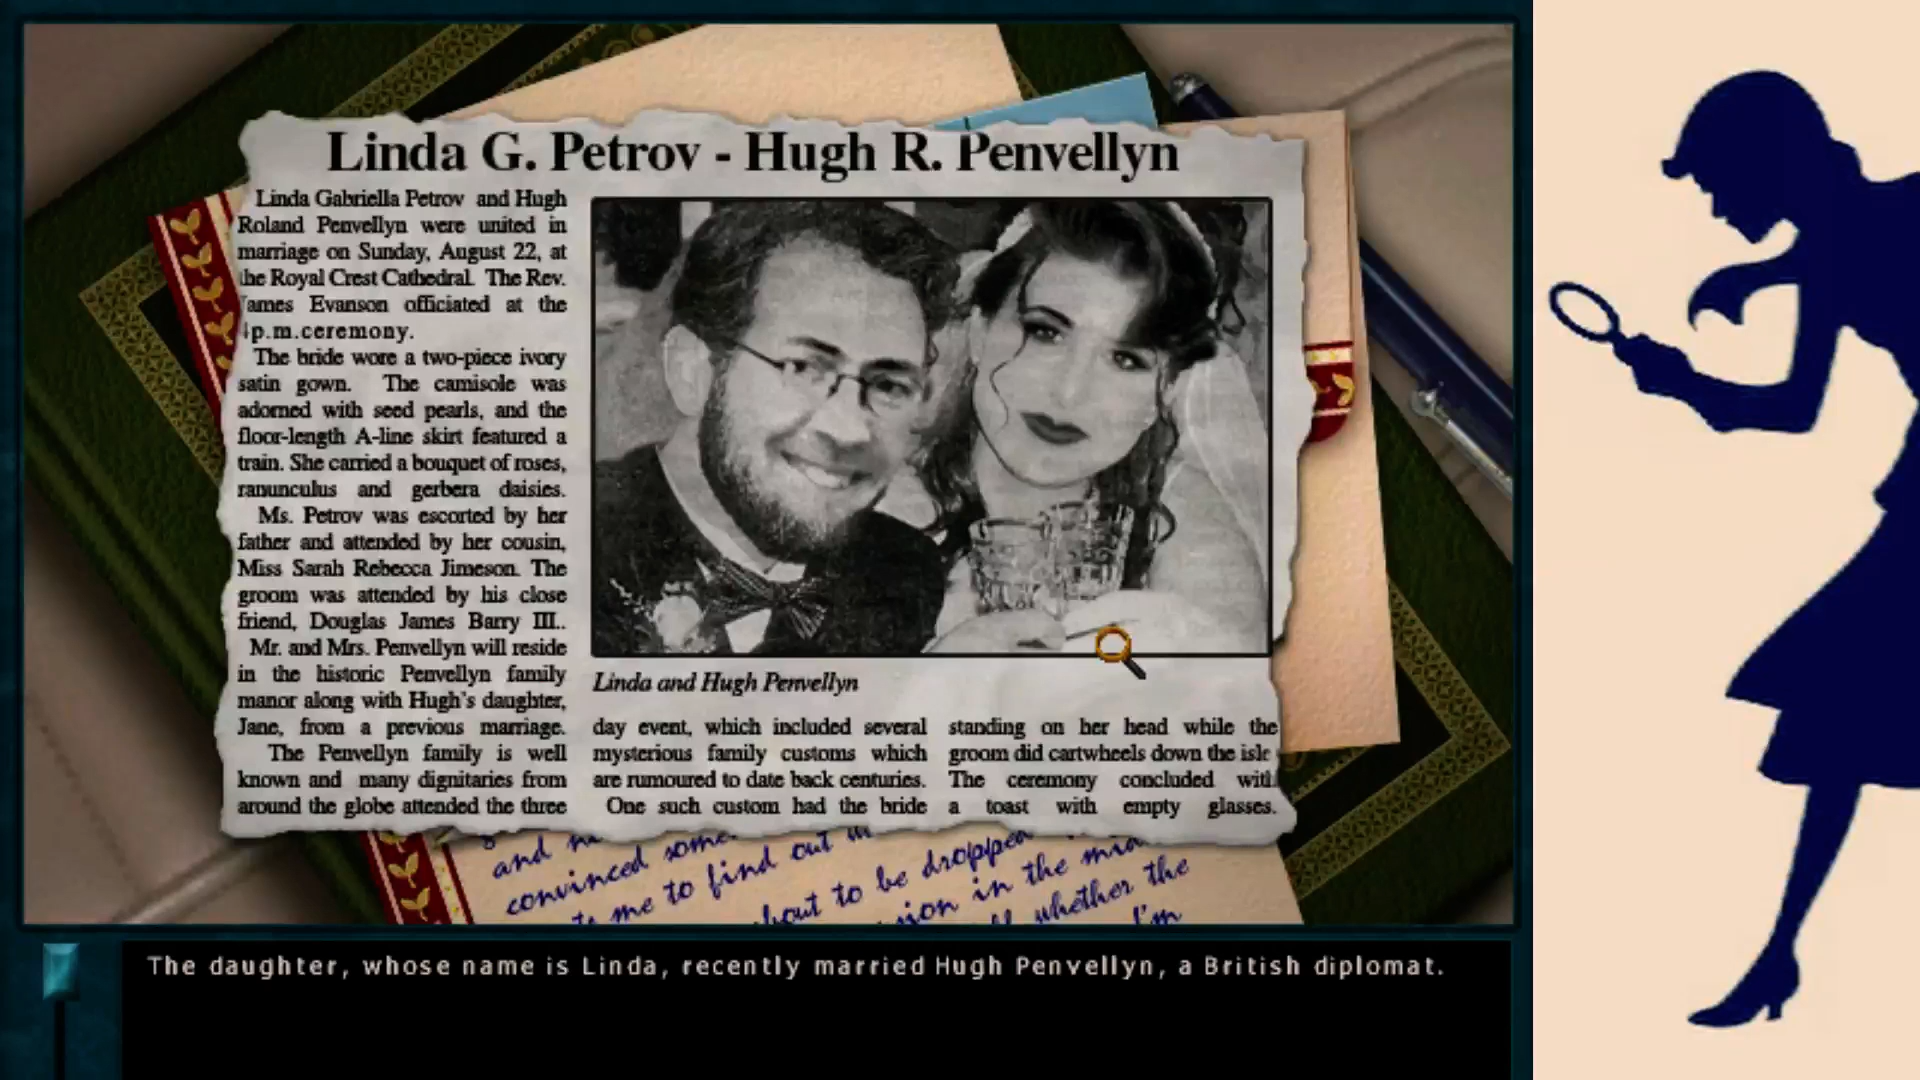 Linda G. Petrov - Hugh R. Penvellyn
Linda Gabriella Petrov and Hugh
Roland Penvellyn were united in
marriage on Sunday, August 22, at
the Royal Crest Cathedral. The Rev.
James Evanson officiated at the
p.m.ceremony.
The bride wore a two-piece ivory
satin gown. The camisole was
adorned with seed pearls, and the
floor-length A-line skirt featured a
train. She carried a bouquet of roses,
ranunculus and gerbera daisies.
Ms. Petrov was escorted by her
father and attended by her cousin,
Miss Sarah Rebecca Jimeson. The
groom was attended by his close
friend, Douglas James Barry III..
Mr. and Mrs. Penvellyn will reside
in the historic Penvellyn family
manor along with Hugh's daughter,
Jane, from a previous marriage.
The Penvellyn family is well
known and many dignitaries from
around the globe attended the three
Linda and Hugh Penvellyn
day event, which included several
mysterious family customs which
are rumoured to date back centuries.
One such custom had the bride
standing on her head while the
groom did cartwheels down the isle
The ceremony concluded with
a toast with empty glasses.
and
convinced
me to find out
to be dropped
in the
whether the
I'm
The daughter, whose name is Linda, recently married Hugh Penvellyn, a British diplomat.